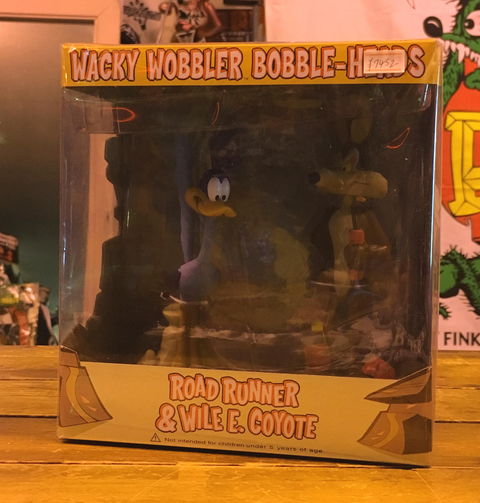 WACKY WOBBLER BOBBLE-HEADS
ROAD RUNNER
& WILE E. COYOTE
⚠ Not intended for children under 5 years of age.
FINK